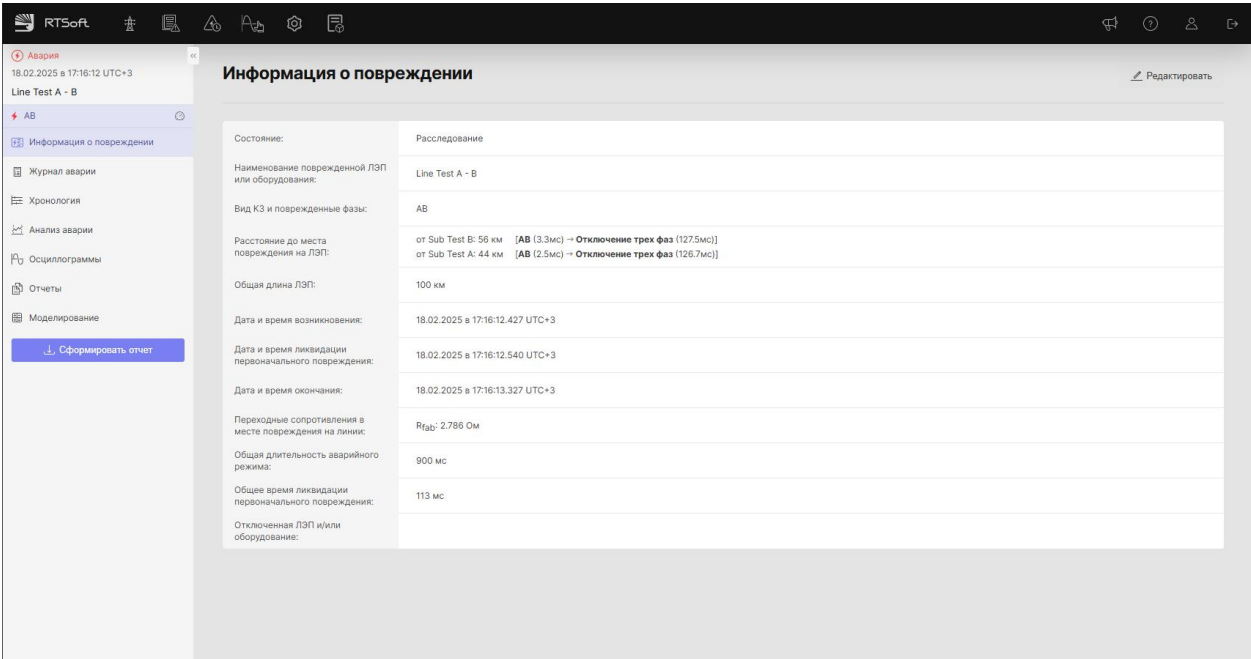 RTSoft
Авария
18.02.2025 в 17:16:12 UTC+3
Line Test A - B
AB
Информация о повреждении
Журнал аварии
Хронология
Анализ аварии
Осциллограммы
Отчеты
Моделирование
Сформировать отчет
Информация о повреждении
Редактировать
Состояние:
Расследование
Наименование поврежденной ЛЭП
или оборудования:
Line Test A - B
Вид КЗ и поврежденные фазы:
AB
Расстояние до места
повреждения на ЛЭП:
от Sub Test B: 56 км [AB (3.3мс) → Отключение трех фаз (127.5мс)]
от Sub Test A: 44 км [AB (2.5мс) → Отключение трех фаз (126.7мс)]
Общая длина ЛЭП:
100 км
Дата и время возникновения:
18.02.2025 в 17:16:12.427 UTC+3
Дата и время ликвидации
первоначального повреждения:
18.02.2025 в 17:16:12.540 UTC+3
Дата и время окончания:
18.02.2025 в 17:16:13.327 UTC+3
Переходные сопротивления в
месте повреждения на линии:
Rfab: 2.786 Ом
Общая длительность аварийного
режима:
900 мс
Общее время ликвидации
первоначального повреждения:
113 мс
Отключенная ЛЭП и/или
оборудование: